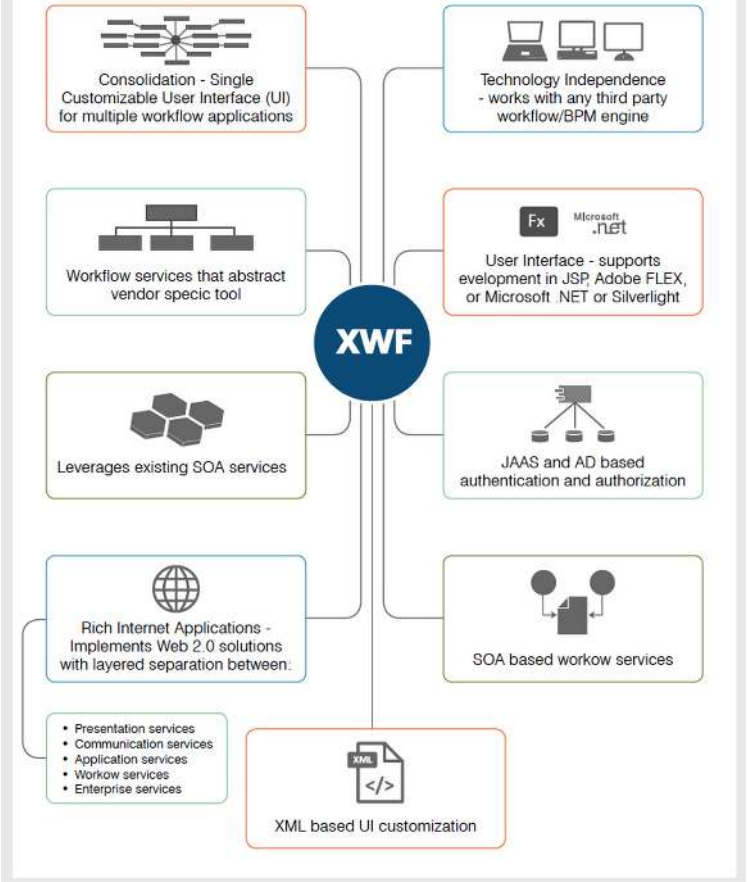 Consolidation - Single
Customizable User Interface (UI)
for multiple workflow applications
Technology Independence
- works with any third party
workflow/BPM engine
Workflow services that abstract
vendor specic tool
Fx
Microsoft
.net
User Interface - supports
evelopment in JSP, Adobe FLEX,
or Microsoft .NET or Silverlight
XWF
Leverages existing SOA services
JAAS and AD based
authentication and authorization
Rich Internet Applications -
Implements Web 2.0 solutions
with layered separation between:
SOA based workow services
• Presentation services
• Communication services
• Application services
• Workow services
• Enterprise services
XML
</>
XML based UI customization